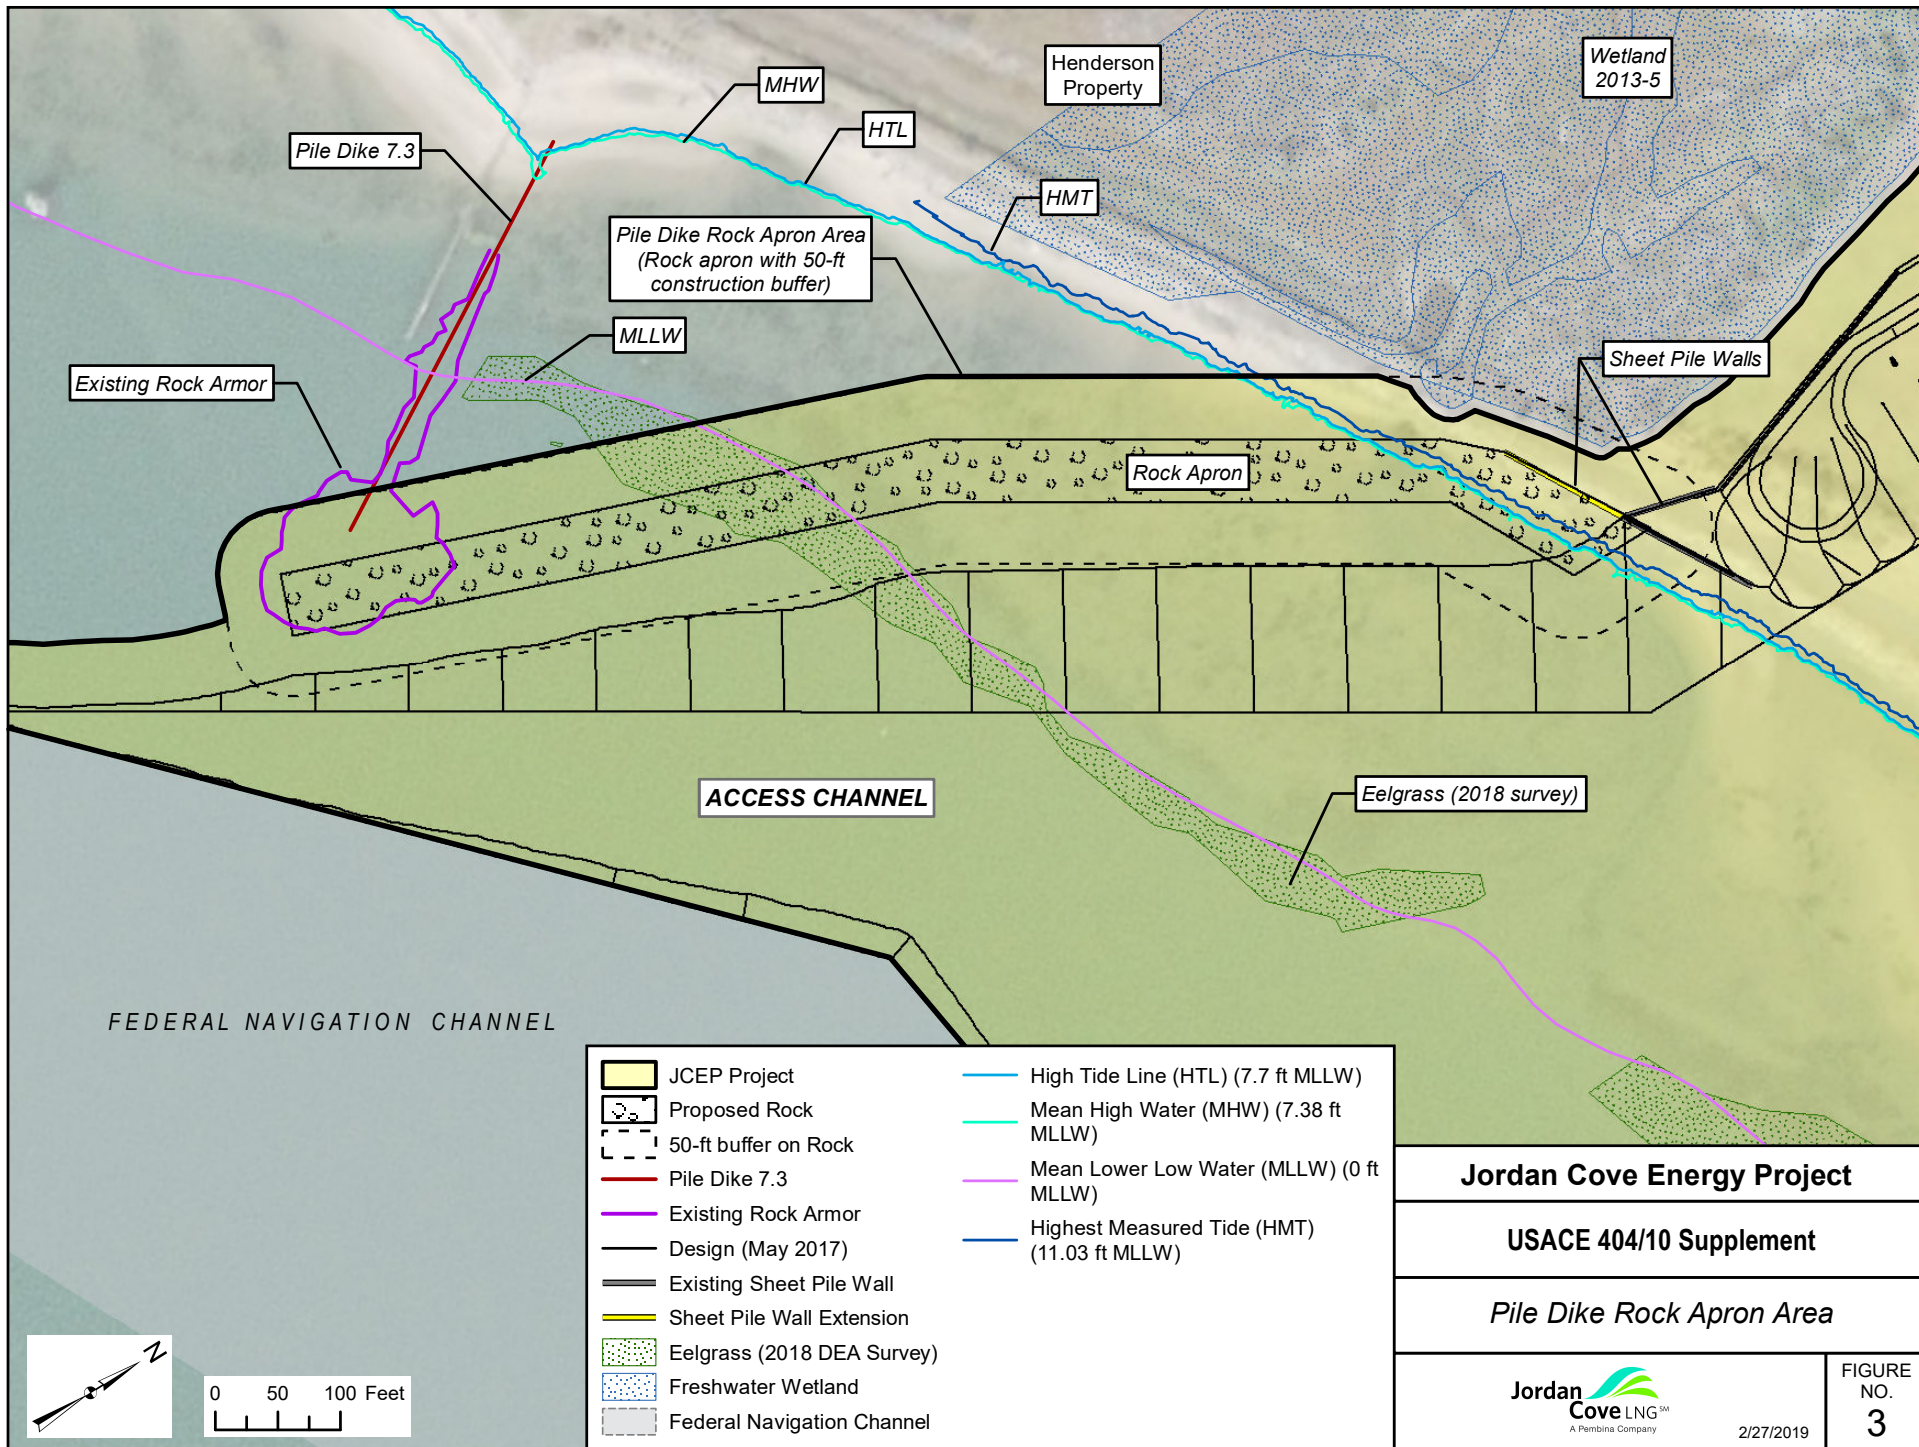 MHW
HTL
Henderson
Property
Wetland
2013-5
Pile Dike 7.3
HMT
Pile Dike Rock Apron Area
(Rock apron with 50-ft
construction buffer)
MLLW
Sheet Pile Walls
Existing Rock Armor
Rock Apron
ACCESS CHANNEL
Eelgrass (2018 survey)
FEDERAL NAVIGATION CHANNEL
JCEP Project
Proposed Rock
50-ft buffer on Rock
Pile Dike 7.3
Existing Rock Armor
Design (May 2017)
Existing Sheet Pile Wall
Sheet Pile Wall Extension
Eelgrass (2018 DEA Survey)
Freshwater Wetland
Federal Navigation Channel
High Tide Line (HTL) (7.7 ft MLLW)
Mean High Water (MHW) (7.38 ft
MLLW)
Mean Lower Low Water (MLLW) (0 ft
MLLW)
Highest Measured Tide (HMT)
(11.03 ft MLLW)
N
0 50 100 Feet
Jordan Cove Energy Project
USACE 404/10 Supplement
Pile Dike Rock Apron Area
Jordan
Cove LNG SM
A Pembina Company
2/27/2019
FIGURE
NO.
3